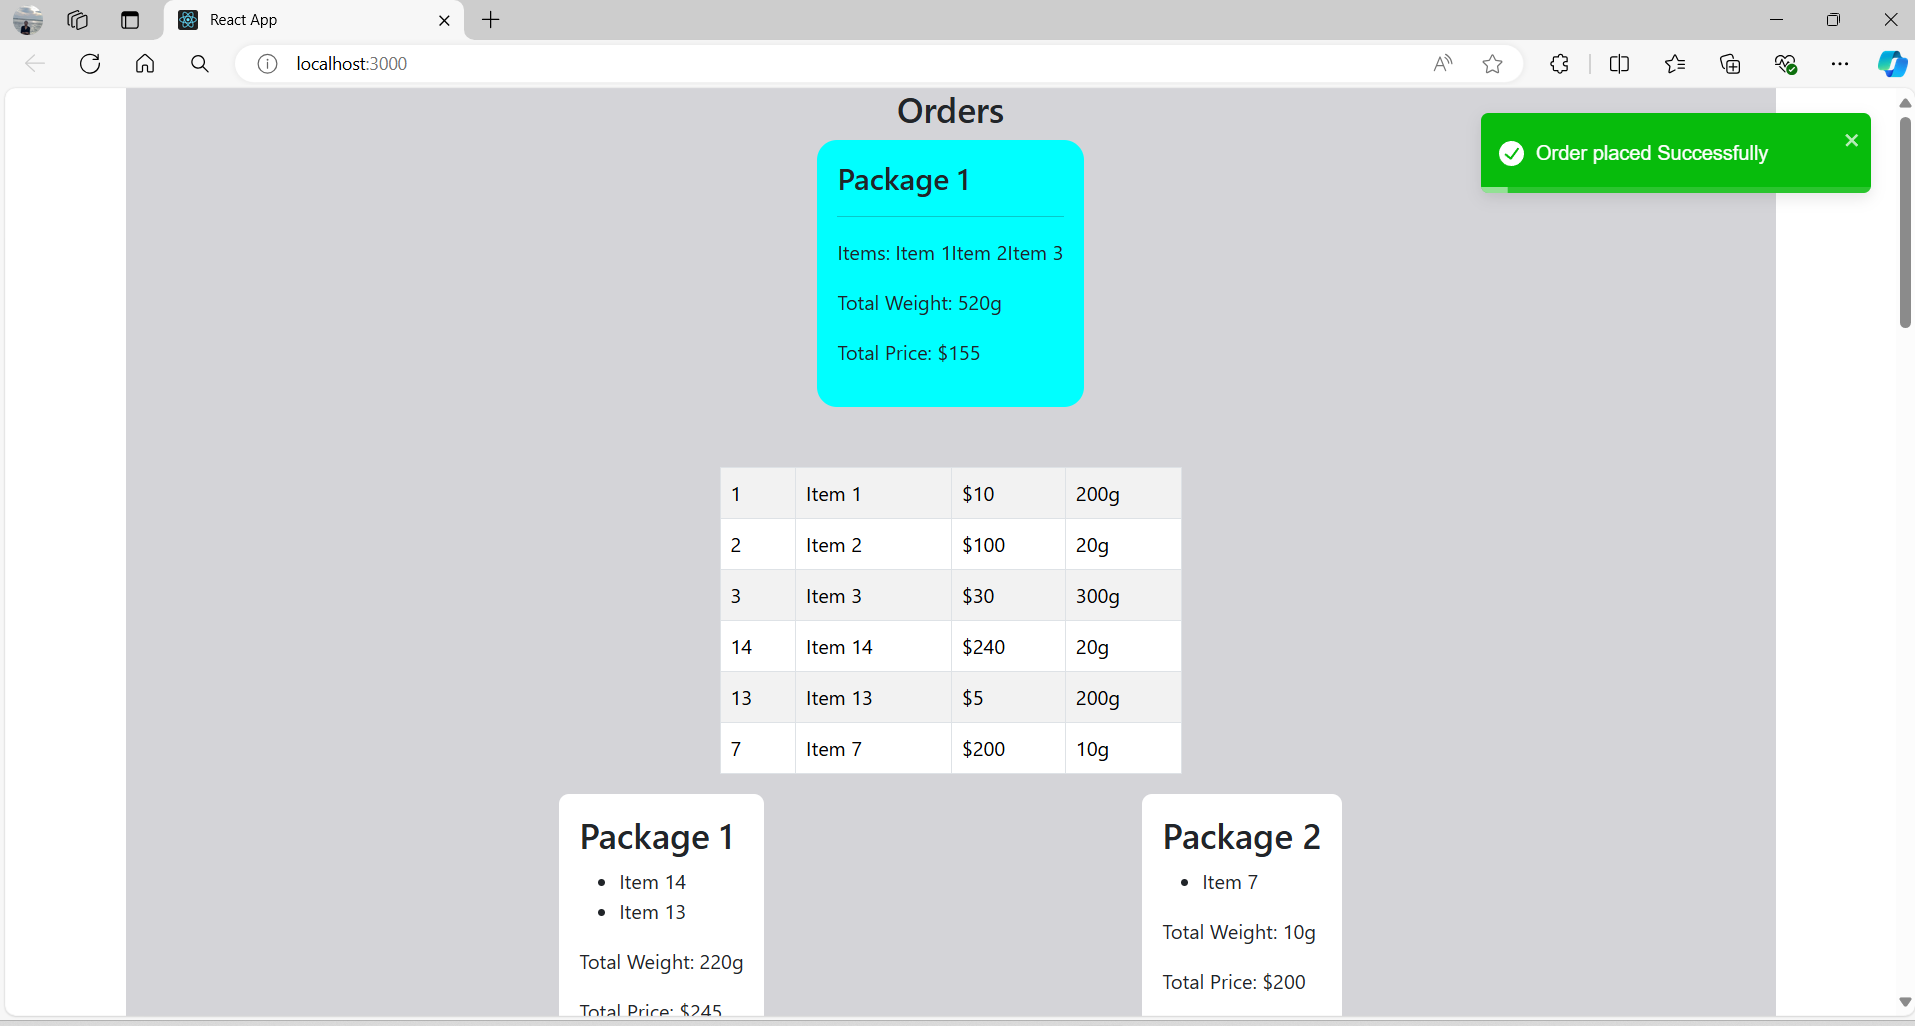 React App
localhost:3000
Orders
Order placed Successfully
Package 1
Items: Item 1Item 2Item 3
Total Weight: 520g
Total Price: $155
1 Item 1 $10 200g
2 Item 2 $100 20g
3 Item 3 $30 300g
14 Item 14 $240 20g
13 Item 13 $5 200g
7 Item 7 $200 10g
Package 1
• Item 14
• Item 13
Total Weight: 220g
Total Price: $245
Package 2
• Item 7
Total Weight: 10g
Total Price: $200